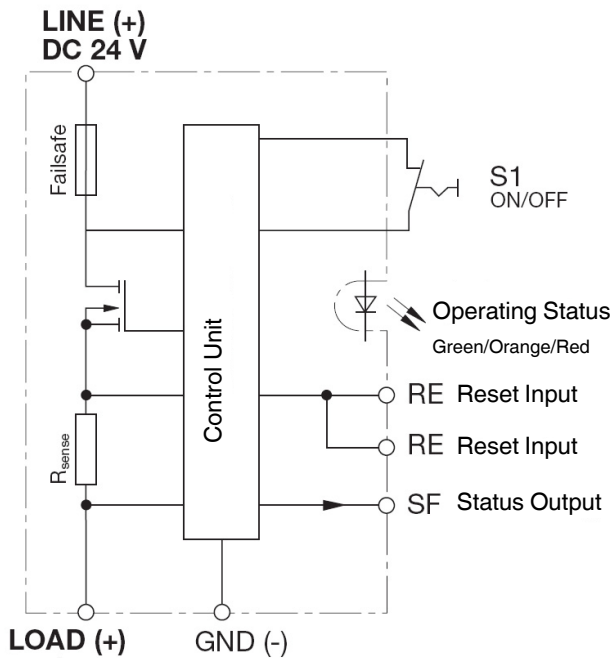 LINE (+)
DC 24 V
Failsafe
S1
ON/OFF
Operating Status
Green/Orange/Red
Control Unit
RE Reset Input
RE Reset Input
Rsense
SF Status Output
LOAD (+)
GND (-)